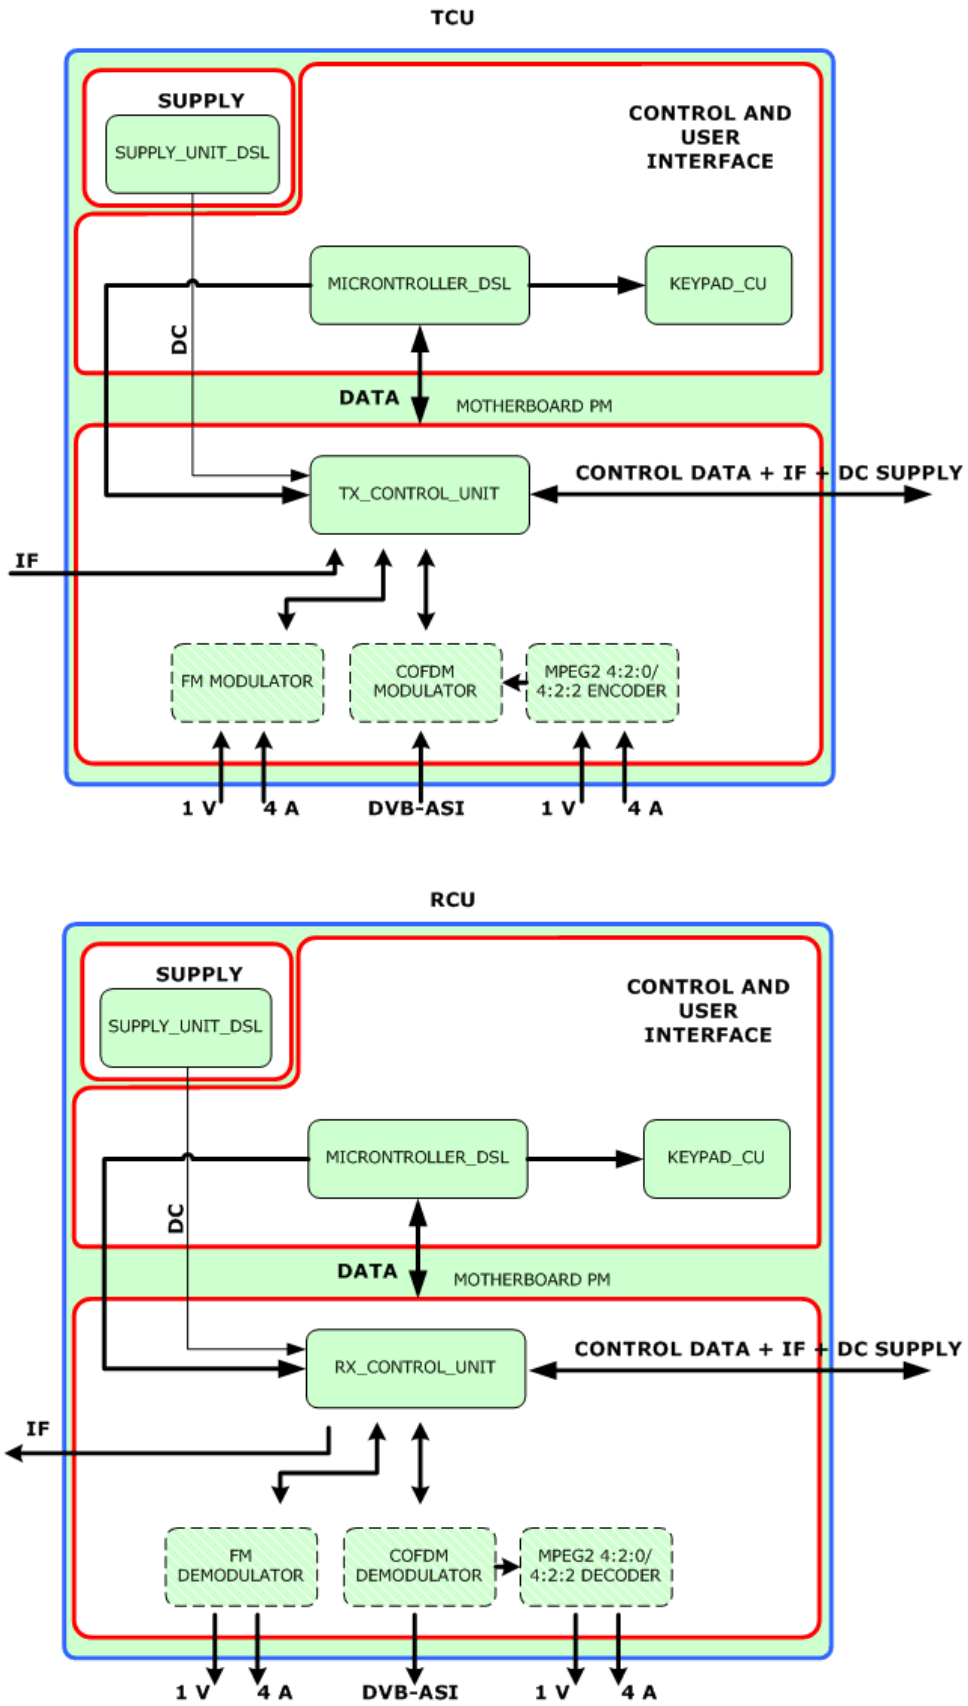 TCU
SUPPLY
SUPPLY_UNIT_DSL
CONTROL AND
USER
INTERFACE
MICRONTROLLER_DSL
KEYPAD_CU
DC
DATA
MOTHERBOARD PM
TX_CONTROL_UNIT
CONTROL DATA + IF + DC SUPPLY
IF
FM MODULATOR
COFDM
MODULATOR
MPEG2 4:2:0/
4:2:2 ENCODER
1 V
4 A
DVB-ASI
1 V
4 A
RCU
SUPPLY
SUPPLY_UNIT_DSL
CONTROL AND
USER
INTERFACE
MICRONTROLLER_DSL
KEYPAD_CU
DC
DATA
MOTHERBOARD PM
RX_CONTROL_UNIT
CONTROL DATA + IF + DC SUPPLY
IF
FM
DEMODULATOR
COFDM
DEMODULATOR
MPEG2 4:2:0/
4:2:2 DECODER
1 V
4 A
DVB-ASI
1 V
4 A